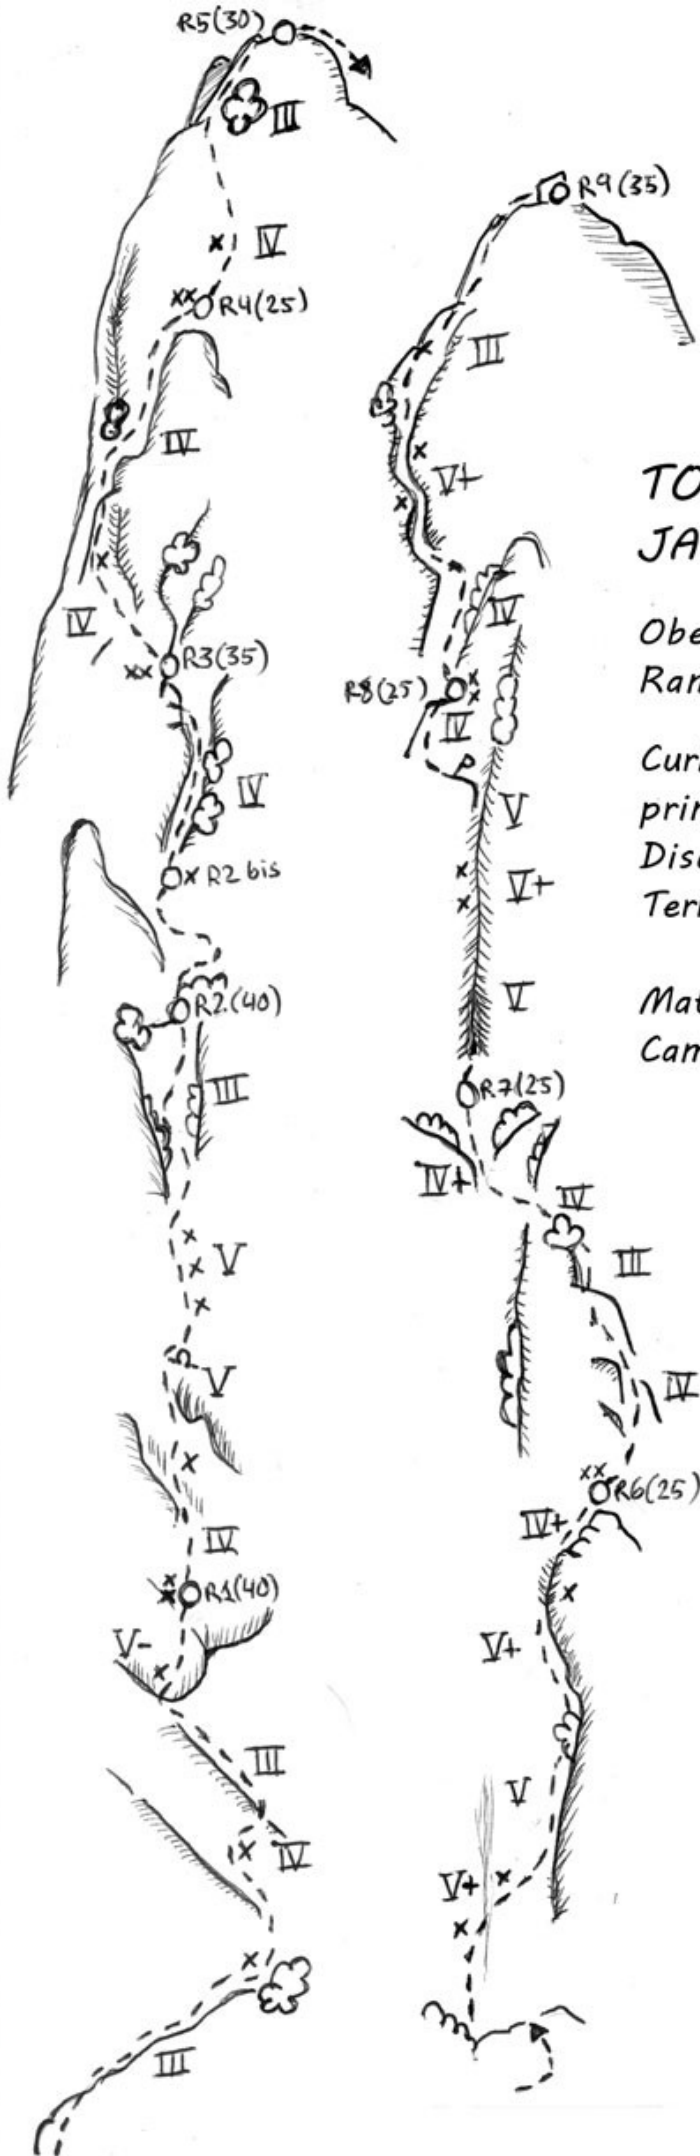 R5(30)
III
IV
R4(25)
IV
IV
R3(35)
IV
R2 bis
R2.(40)
III
V
V
IV
R1(40)
V-
III
IV
III
R9(35)
III
V+
IV
R8(25)
IV
V
V+
V
R7(25)
IV+
IV
III
IV
R6(25)
IV+
V+
V
V+
TO
JA
Obe
Ran
Cur
prin
Dis
Ter
Mat
Cam